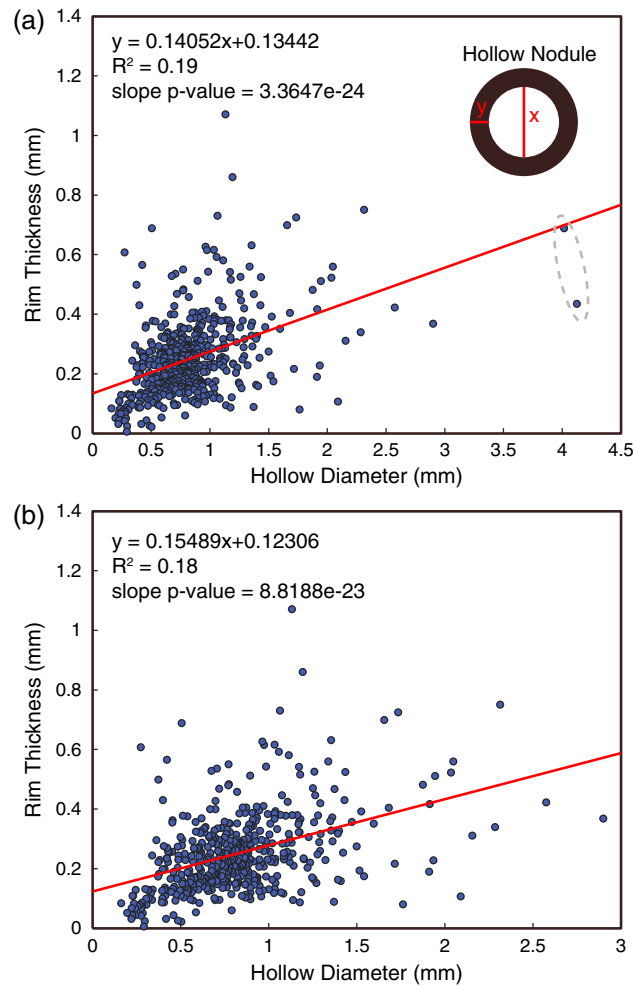 (a)
1.4
1.2
1
0.8
0.6
0.4
0.2
0
Rim Thickness (mm)
y = 0.14052x+0.13442
R² = 0.19
slope p-value = 3.3647e-24
Hollow Nodule
y
x
0 0.5 1 1.5 2 2.5 3 3.5 4 4.5
Hollow Diameter (mm)
(b)
1.4
1.2
1
0.8
0.6
0.4
0.2
0
Rim Thickness (mm)
y = 0.15489x+0.12306
R² = 0.18
slope p-value = 8.8188e-23
0 0.5 1 1.5 2 2.5 3
Hollow Diameter (mm)